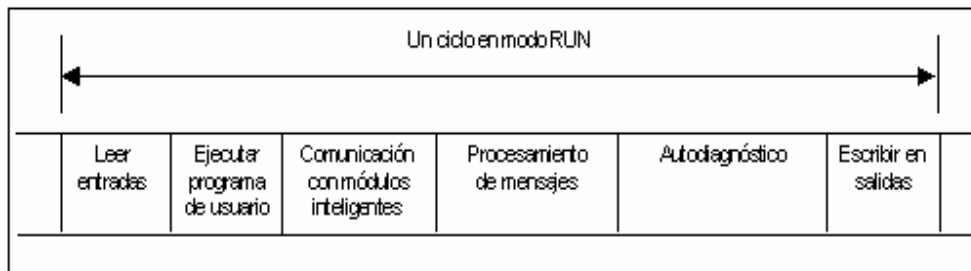 Un ciclo en modo RUN
Leer
entradas
Ejecutar
programa
de usuario
Comunicación
con módulos
inteligentes
Procesamiento
de mensajes
Autodiagnóstico
Escribir en
salidas